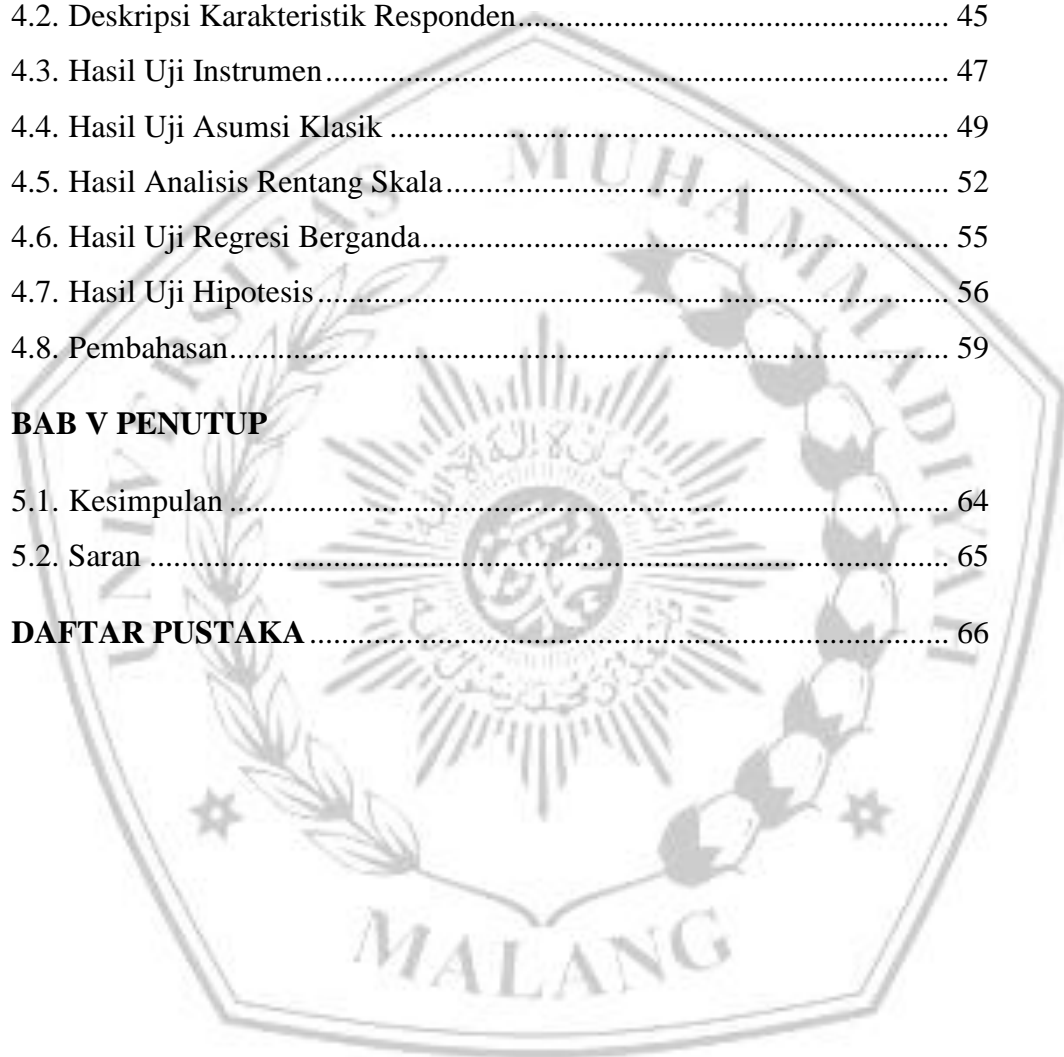 4.2. Deskripsi Karakteristik Responden........................................................ 45
4.3. Hasil Uji Instrumen................................................................................ 47
4.4. Hasil Uji Asumsi Klasik ........................................................................ 49
4.5. Hasil Analisis Rentang Skala................................................................. 52
4.6. Hasil Uji Regresi Berganda.................................................................... 55
4.7. Hasil Uji Hipotesis................................................................................. 56
4.8. Pembahasan............................................................................................ 59
BAB V PENUTUP
5.1. Kesimpulan ............................................................................................ 64
5.2. Saran ...................................................................................................... 65
DAFTAR PUSTAKA.................................................................................. 66
UNIVERSITAS MUHAMMADIYAH
MALANG